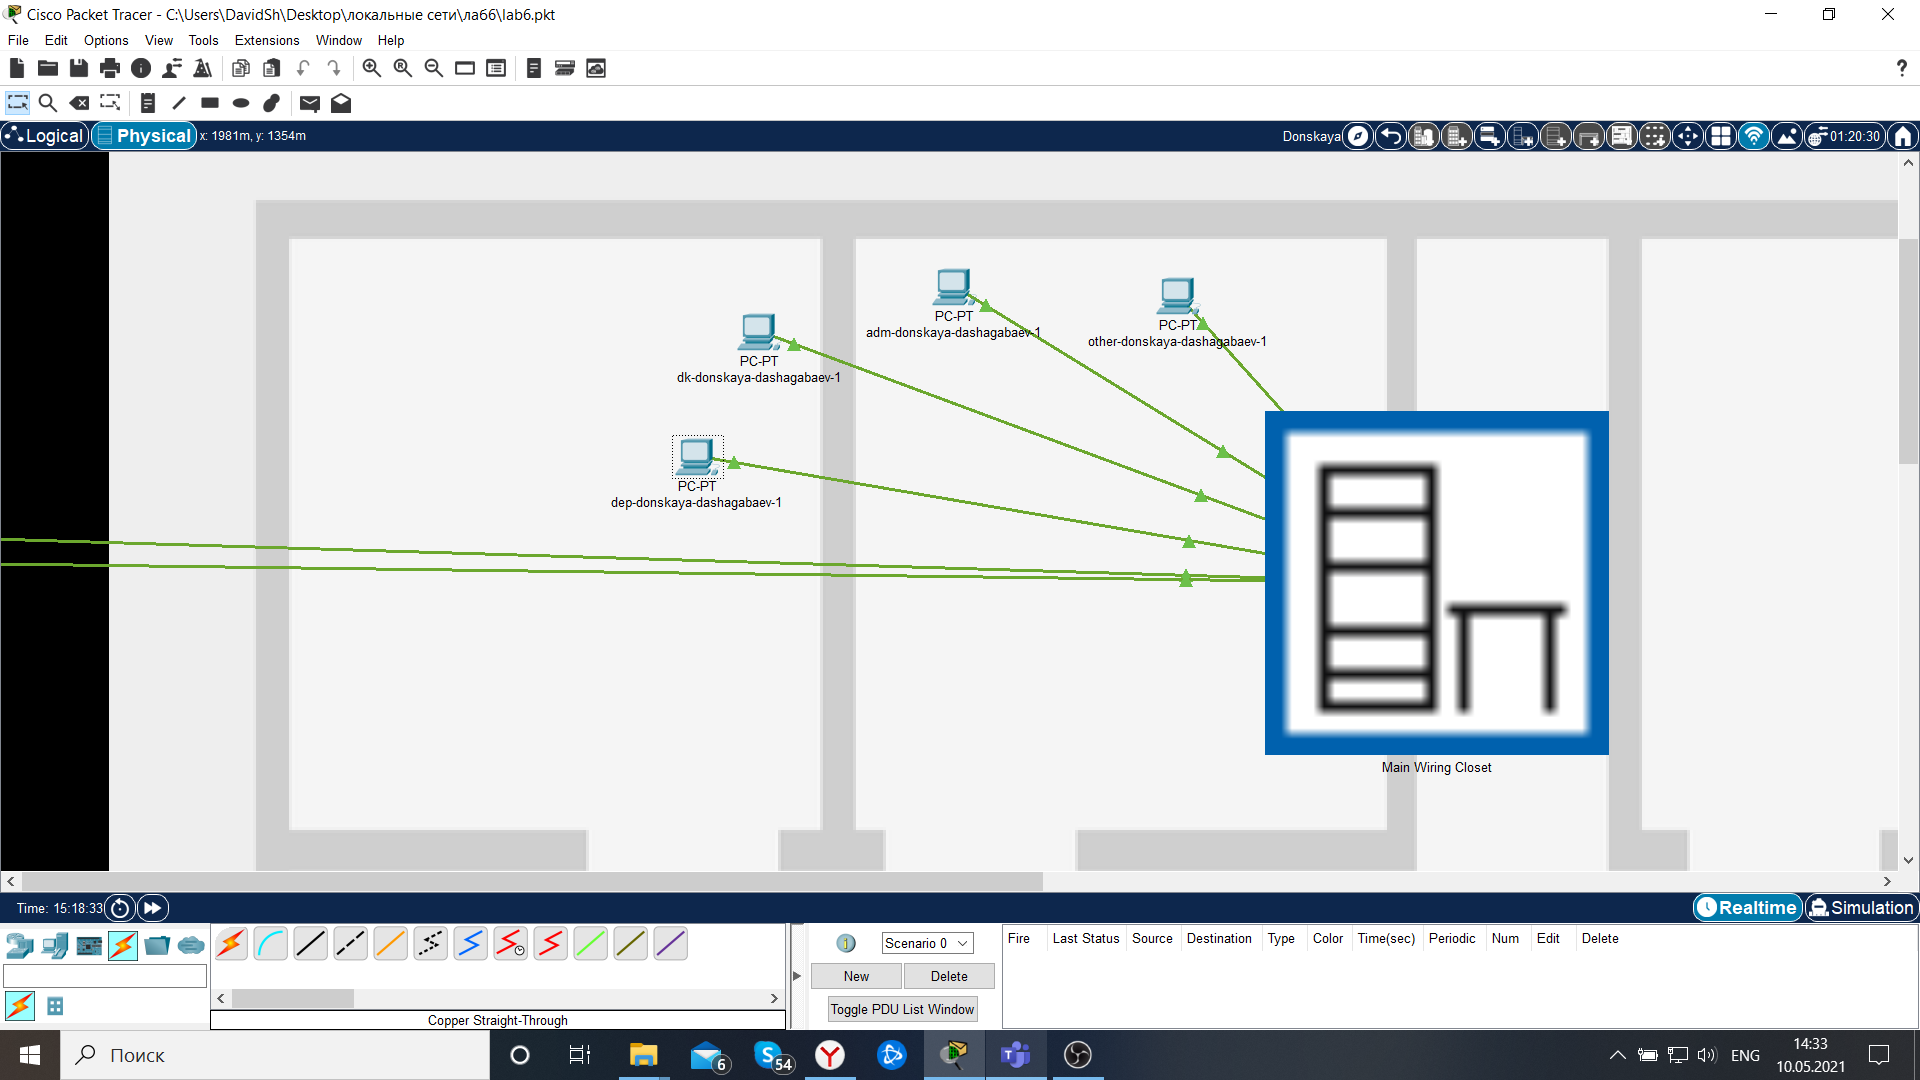 Cisco Packet Tracer - C:\Users\DavidSh\Desktop\локальные сети\лаб6\lab6.pkt
File Edit Options View Tools Extensions Window Help
?
Logical Physical x: 1981m, y: 1354m Donskaya 01:20:30
PC-PT
adm-donskaya-dashagabaev-1
PC-PT
other-donskaya-dashagabaev-1
PC-PT
dk-donskaya-dashagabaev-1
PC-PT
dep-donskaya-dashagabaev-1
Main Wiring Closet
Time: 15:18:33 Realtime Simulation
Scenario 0
New Delete
Toggle PDU List Window
Fire Last Status Source Destination Type Color Time(sec) Periodic Num Edit Delete
Copper Straight-Through
Поиск 6 54 ENG
14:33
10.05.2021